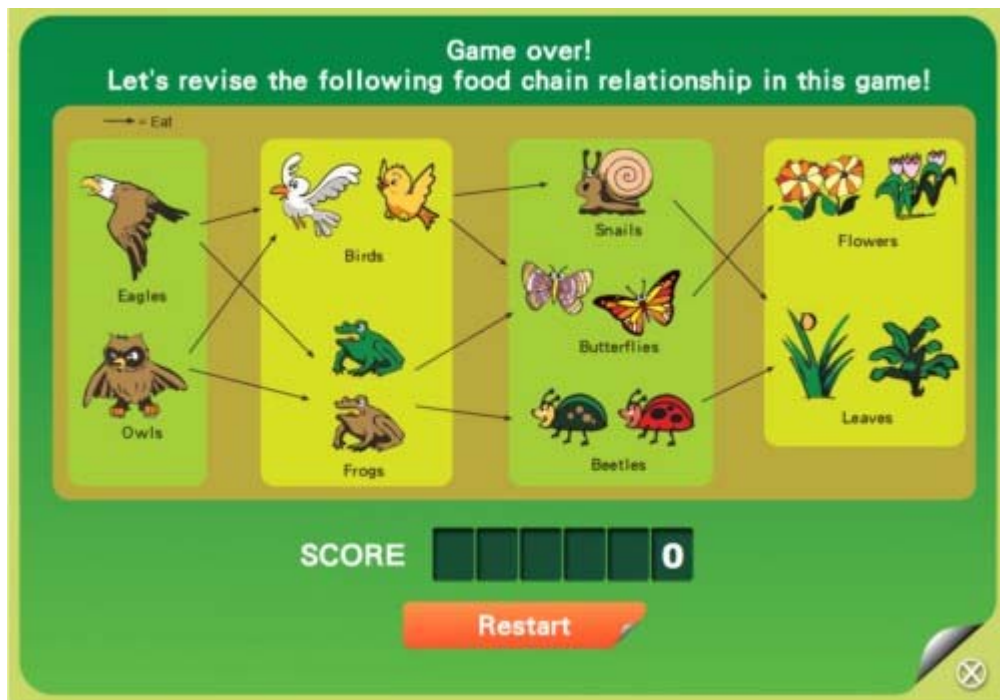 Game over!
Let's revise the following food chain relationship in this game!
= Eat
Snails
Flowers
Birds
Eagles
Butterflies
Leaves
Owls
Beetles
Frogs
SCORE 0
Restart